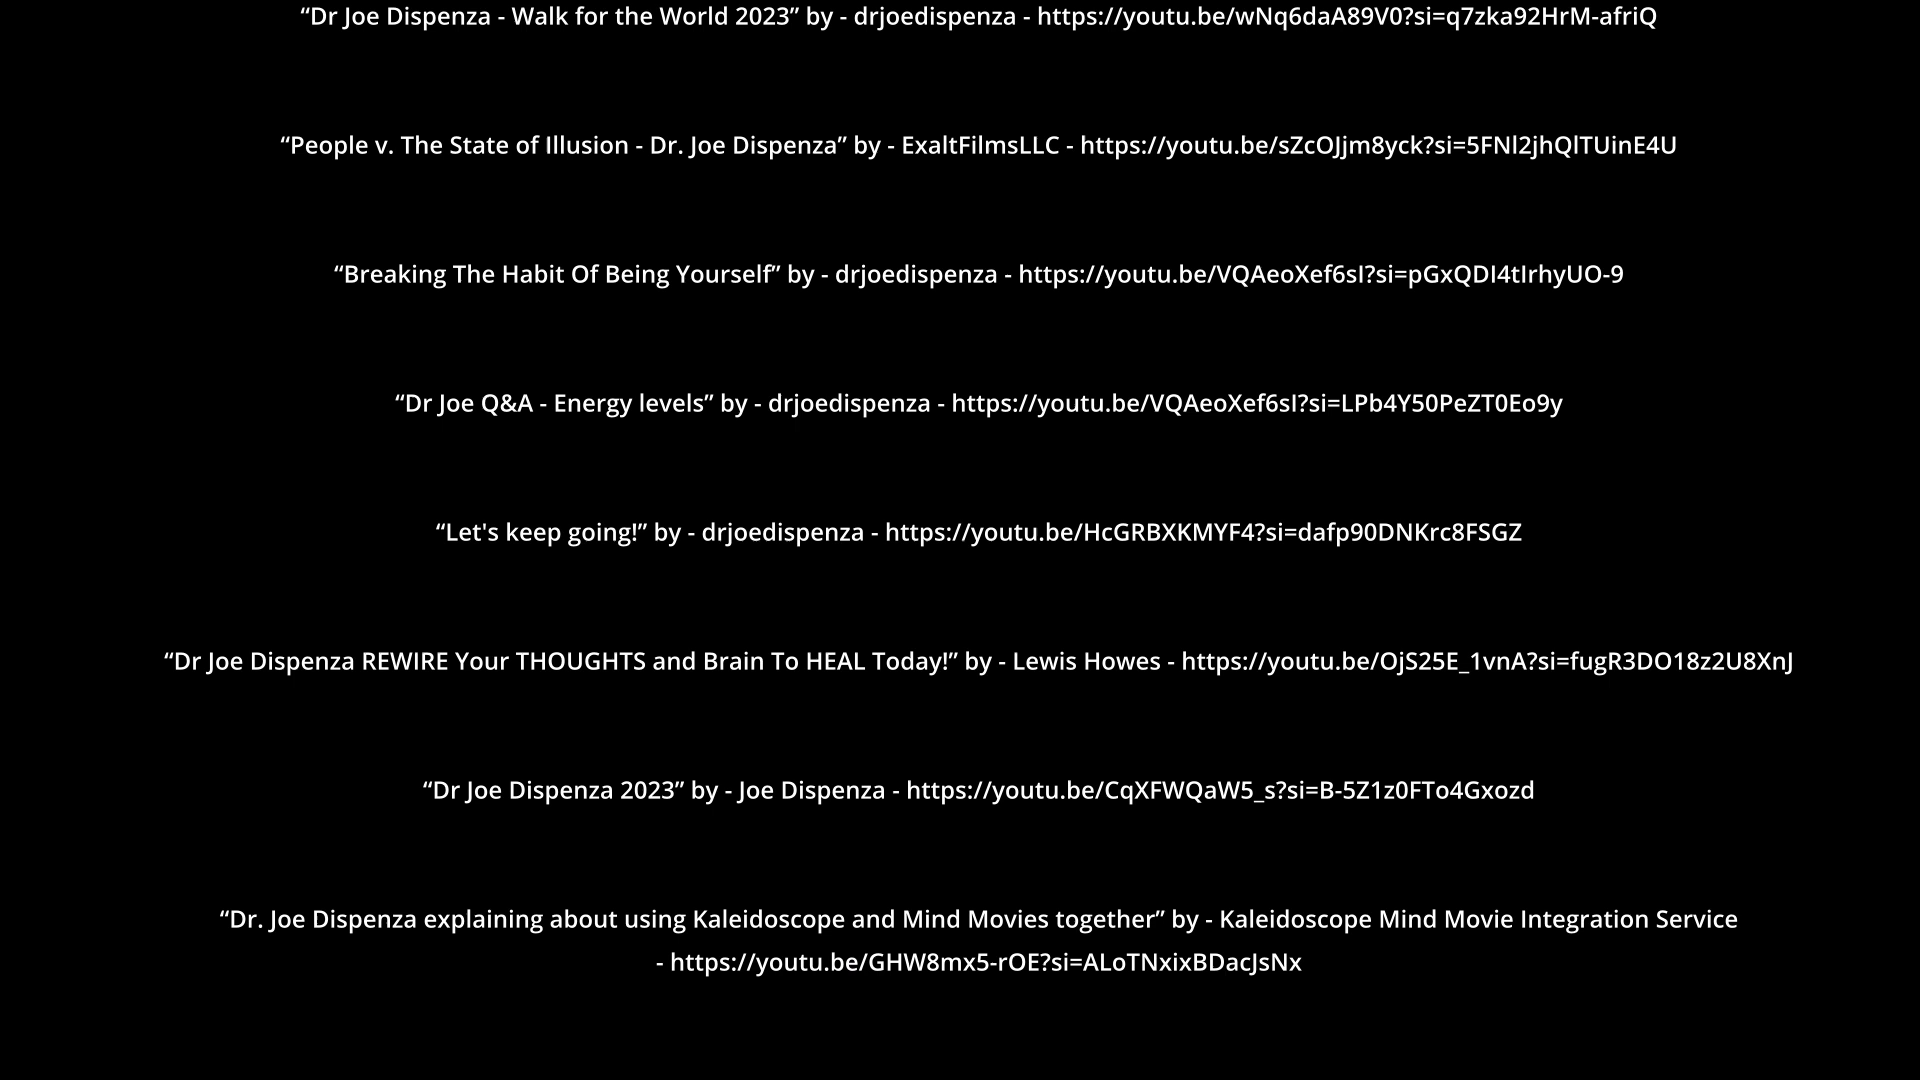 “Dr Joe Dispenza - Walk for the World 2023” by - drjoedispenza - https://youtu.be/wNq6daA89V0?si=q7zka92HrM-afriQ
“People v. The State of Illusion - Dr. Joe Dispenza” by - ExaltFilmsLLC - https://youtu.be/sZcOJjm8yck?si=5FNl2jhQlTUinE4U
“Breaking The Habit Of Being Yourself” by - drjoedispenza - https://youtu.be/VQAeoXef6sI?si=pGxQDI4tIrhyUO-9
“Dr Joe Q&A - Energy levels” by - drjoedispenza - https://youtu.be/VQAeoXef6sI?si=LPb4Y50PeZT0Eo9y
“Let's keep going!” by - drjoedispenza - https://youtu.be/HcGRBXKMYF4?si=dafp90DNKrc8FSGZ
“Dr Joe Dispenza REWIRE Your THOUGHTS and Brain To HEAL Today!” by - Lewis Howes - https://youtu.be/OjS25E_1vnA?si=fugR3DO18z2U8XnJ
“Dr Joe Dispenza 2023” by - Joe Dispenza - https://youtu.be/CqXFWQaW5_s?si=B-5Z1z0FTo4Gxozd
“Dr. Joe Dispenza explaining about using Kaleidoscope and Mind Movies together” by - Kaleidoscope Mind Movie Integration Service
- https://youtu.be/GHW8mx5-rOE?si=ALoTNxixBDacJsNx